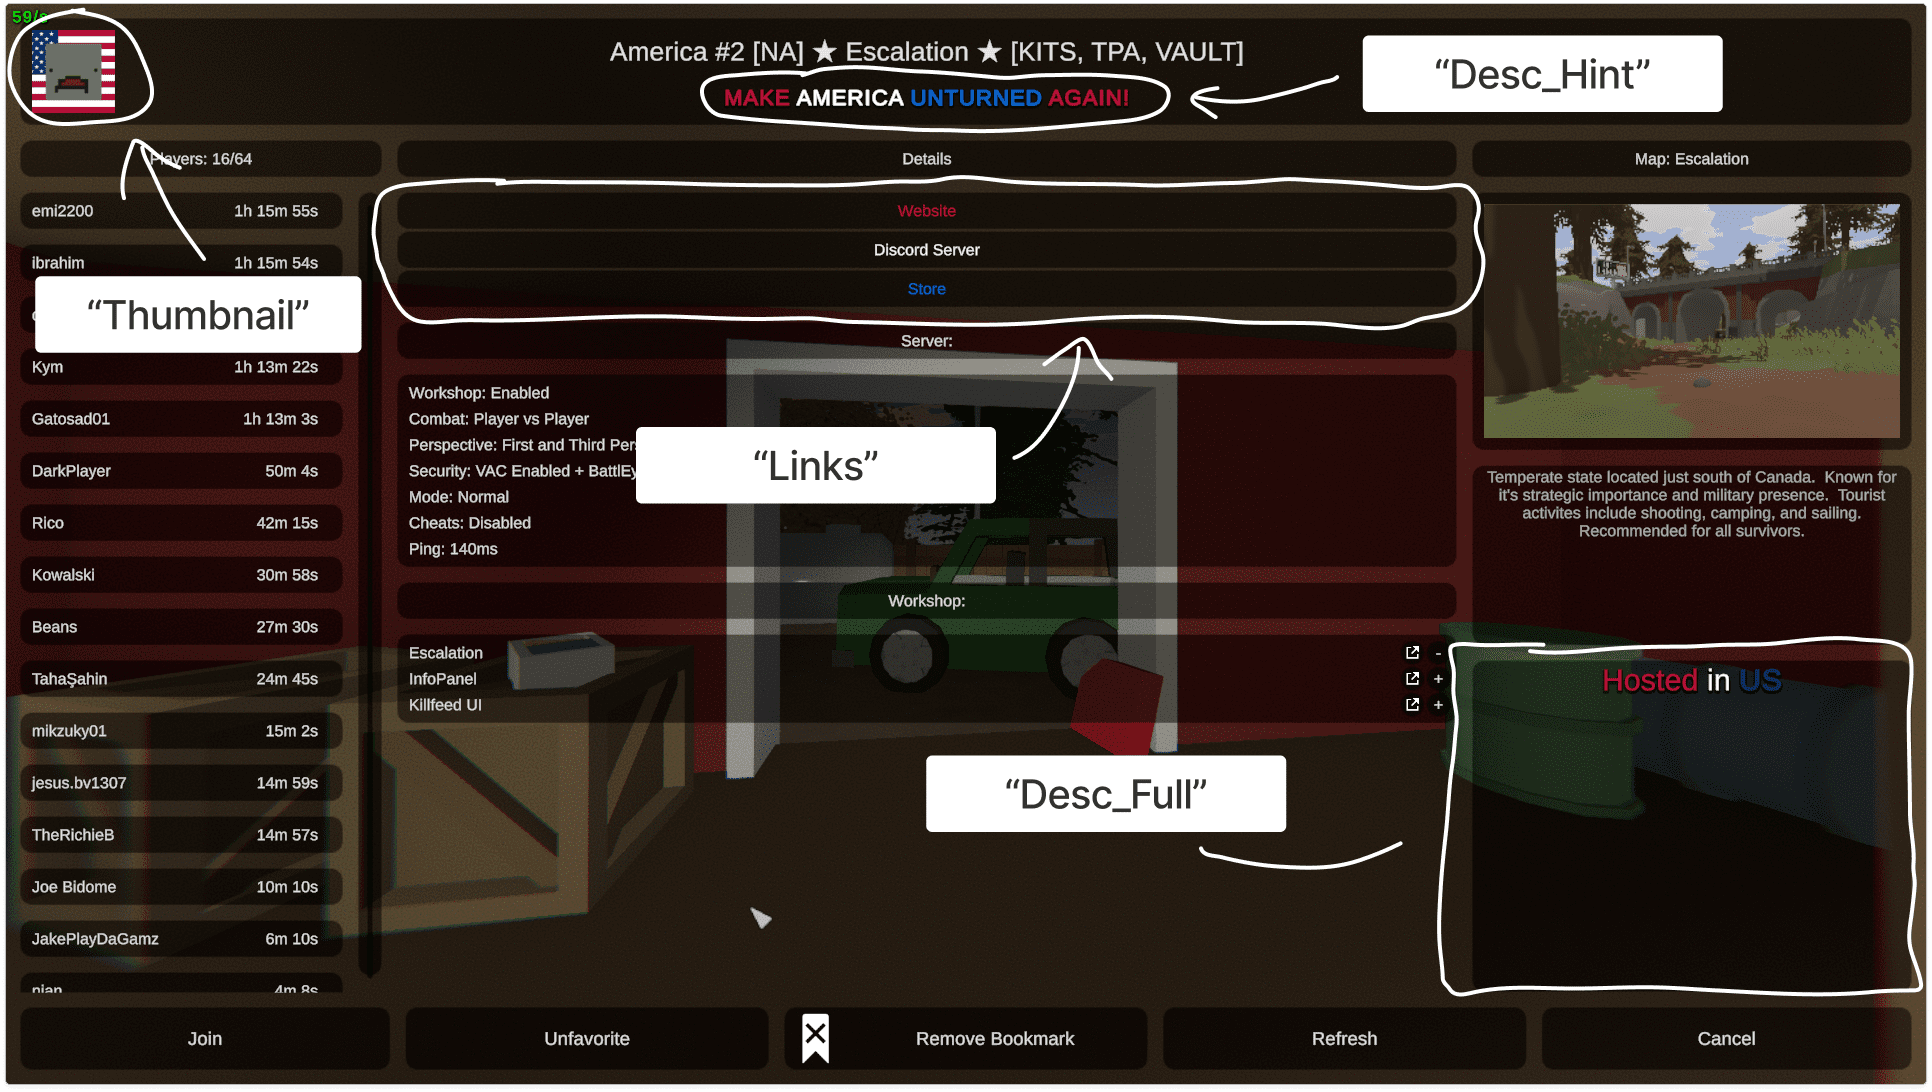 59/s
America #2 [NA] ★ Escalation ★ [KITS, TPA, VAULT]
MAKE AMERICA UNTURNED AGAIN!
“Desc_Hint”
Players: 16/64
emi2200 1h 15m 55s
ibrahim 1h 15m 54s
“Thumbnail”
Kym 1h 13m 22s
Gatosad01 1h 13m 3s
DarkPlayer 50m 4s
Rico 42m 15s
Kowalski 30m 58s
Beans 27m 30s
TahaŞahin 24m 45s
mikzuky01 15m 2s
jesus.bv1307 14m 59s
TheRichieB 14m 57s
Joe Bidome 10m 10s
JakePlayDaGamz 6m 10s
4m 8s
Details
Website
Discord Server
Store
Server:
Workshop: Enabled
Combat: Player vs Player
Perspective: First and Third Pers
Security: VAC Enabled + BattlEy
Mode: Normal
Cheats: Disabled
Ping: 140ms
“Links”
Workshop:
Escalation -
InfoPanel +
Killfeed UI +
“Desc_Full”
Map: Escalation
Temperate state located just south of Canada. Known for
it's strategic importance and military presence. Tourist
activites include shooting, camping, and sailing.
Recommended for all survivors.
Hosted in US
Join
Unfavorite
Remove Bookmark
Refresh
Cancel